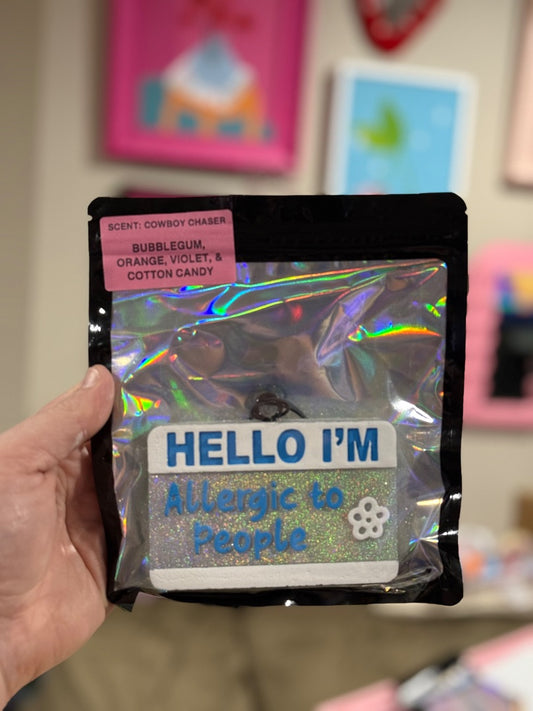 SCENT: COWBOY CHASER
BUBBLEGUM,
ORANGE, VIOLET, &
COTTON CANDY
HELLO I'M
Allergic to
People